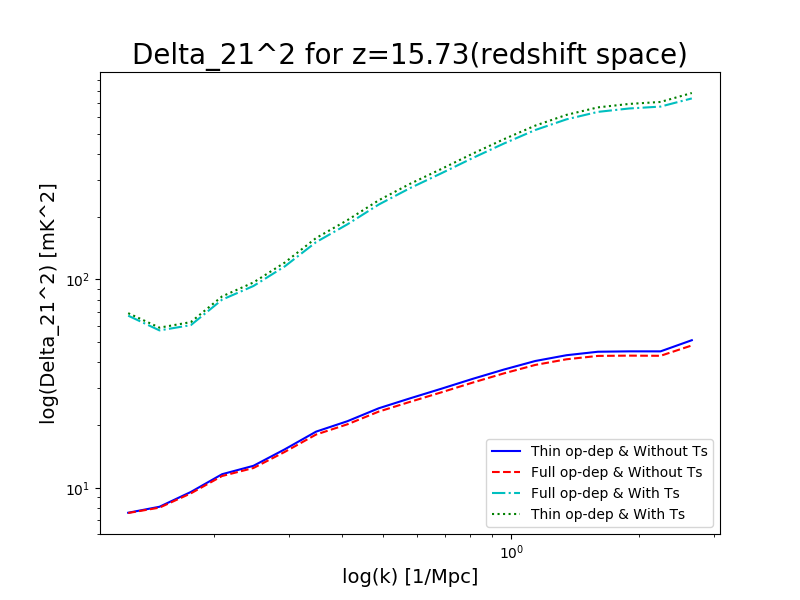 Delta_21^2 for z=15.73(redshift space)
log(Delta_21^2) [mK^2]
10^2
10^1
Thin op-dep & Without Ts
Full op-dep & Without Ts
Full op-dep & With Ts
Thin op-dep & With Ts
10^0
log(k) [1/Mpc]